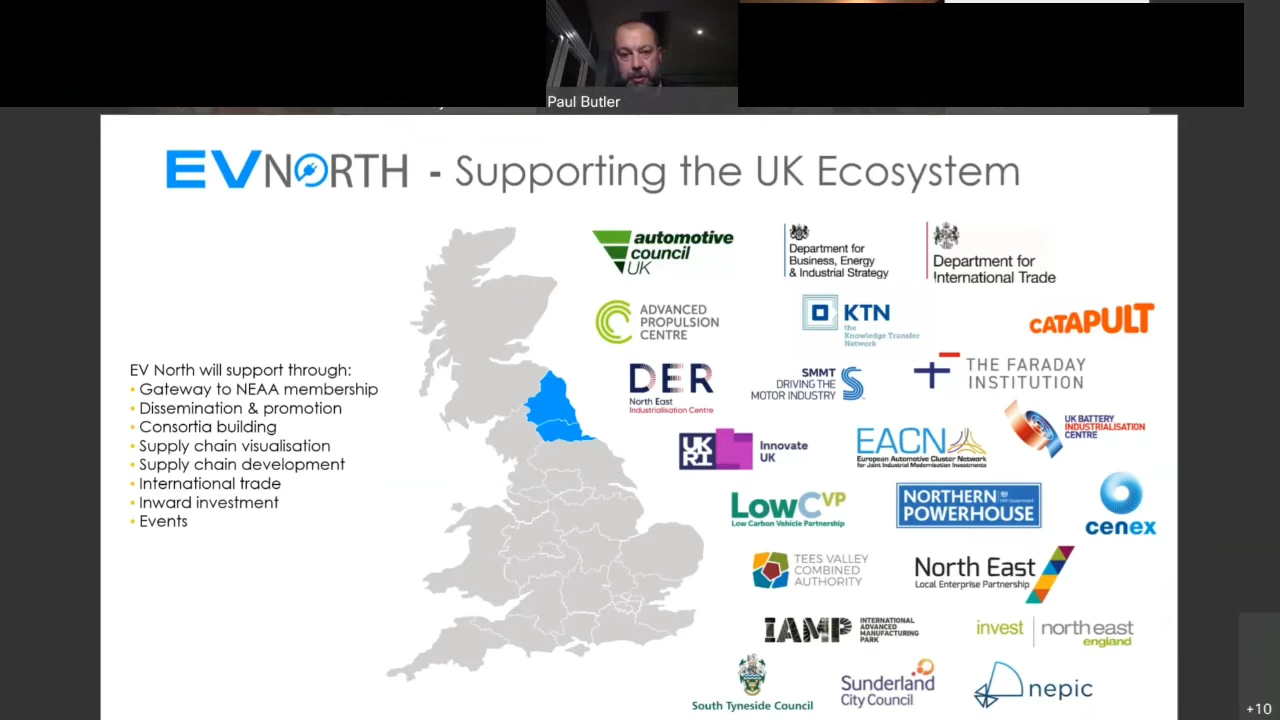 Paul Butler
EVNORTH - Supporting the UK Ecosystem
EV North will support through:
• Gateway to NEAA membership
• Dissemination & promotion
• Consortia building
• Supply chain visualisation
• Supply chain development
• International trade
• Inward investment
• Events
automotive
council
UK
Department for
Business, Energy
& Industrial Strategy
Department for
International Trade
ADVANCED
PROPULSION
CENTRE
KTN
the
Knowledge Transfer
Network
CATAPULT
DER
North East
Industrialisation Centre
SMMT
DRIVING THE
MOTOR INDUSTRY
THE FARADAY
INSTITUTION
UK BATTERY
INDUSTRIALISATION
CENTRE
UK
RI
Innovate
UK
EACN
European Automotive Cluster Network
for Joint Industrial Modernisation Investments
LowCVP
Low Carbon Vehicle Partnership
NORTHERN
POWERHOUSE
cenex
TEES VALLEY
COMBINED
AUTHORITY
North East
Local Enterprise Partnership
IAMP
INTERNATIONAL
ADVANCED
MANUFACTURING
PARK
invest
north east
england
South Tyneside Council
Sunderland
City Council
nepic
+10